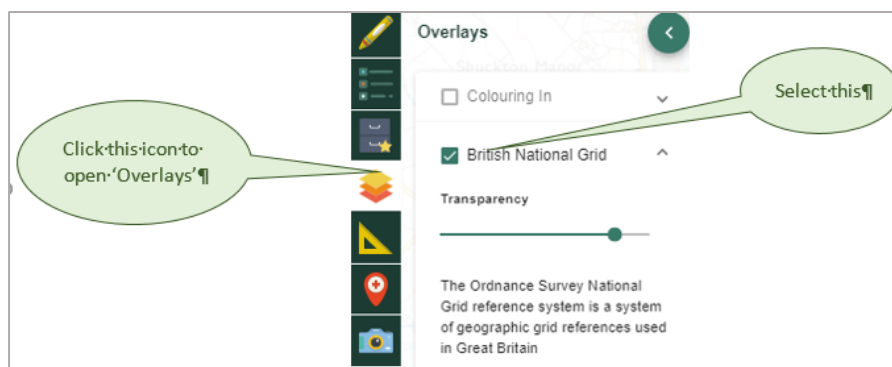 Overlays
Shuckton Manor
Colouring In
Click·this·icon·to·
open·‘Overlays’¶
Select·this¶
British National Grid
Transparency
The Ordnance Survey National
Grid reference system is a system
of geographic grid references used
in Great Britain